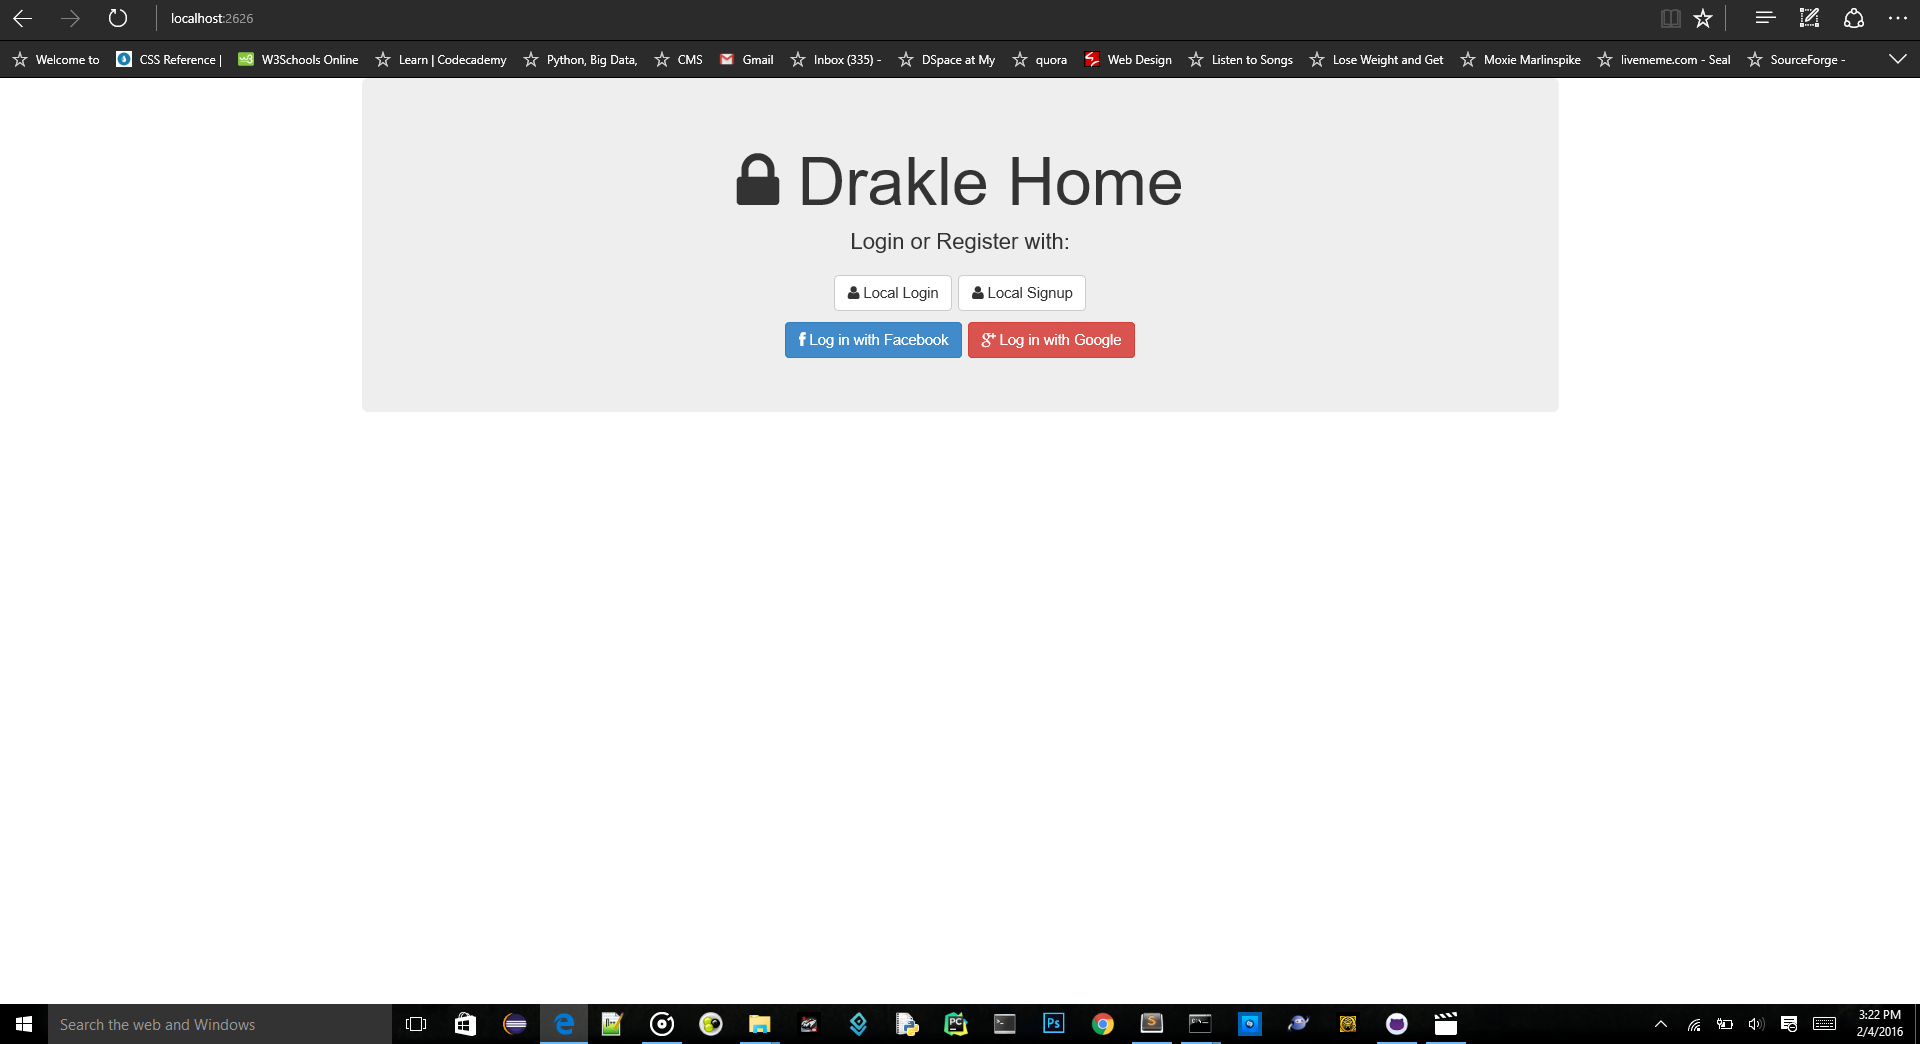 localhost:2626
Welcome to CSS Reference | W3Schools Online Learn | Codecademy Python, Big Data, CMS Gmail Inbox (335) - DSpace at My quora Web Design Listen to Songs Lose Weight and Get Moxie Marlinspike livememe.com - Seal SourceForge -
Drakle Home
Login or Register with:
Local Login Local Signup
f Log in with Facebook g+ Log in with Google
Search the web and Windows
3:22 PM
2/4/2016